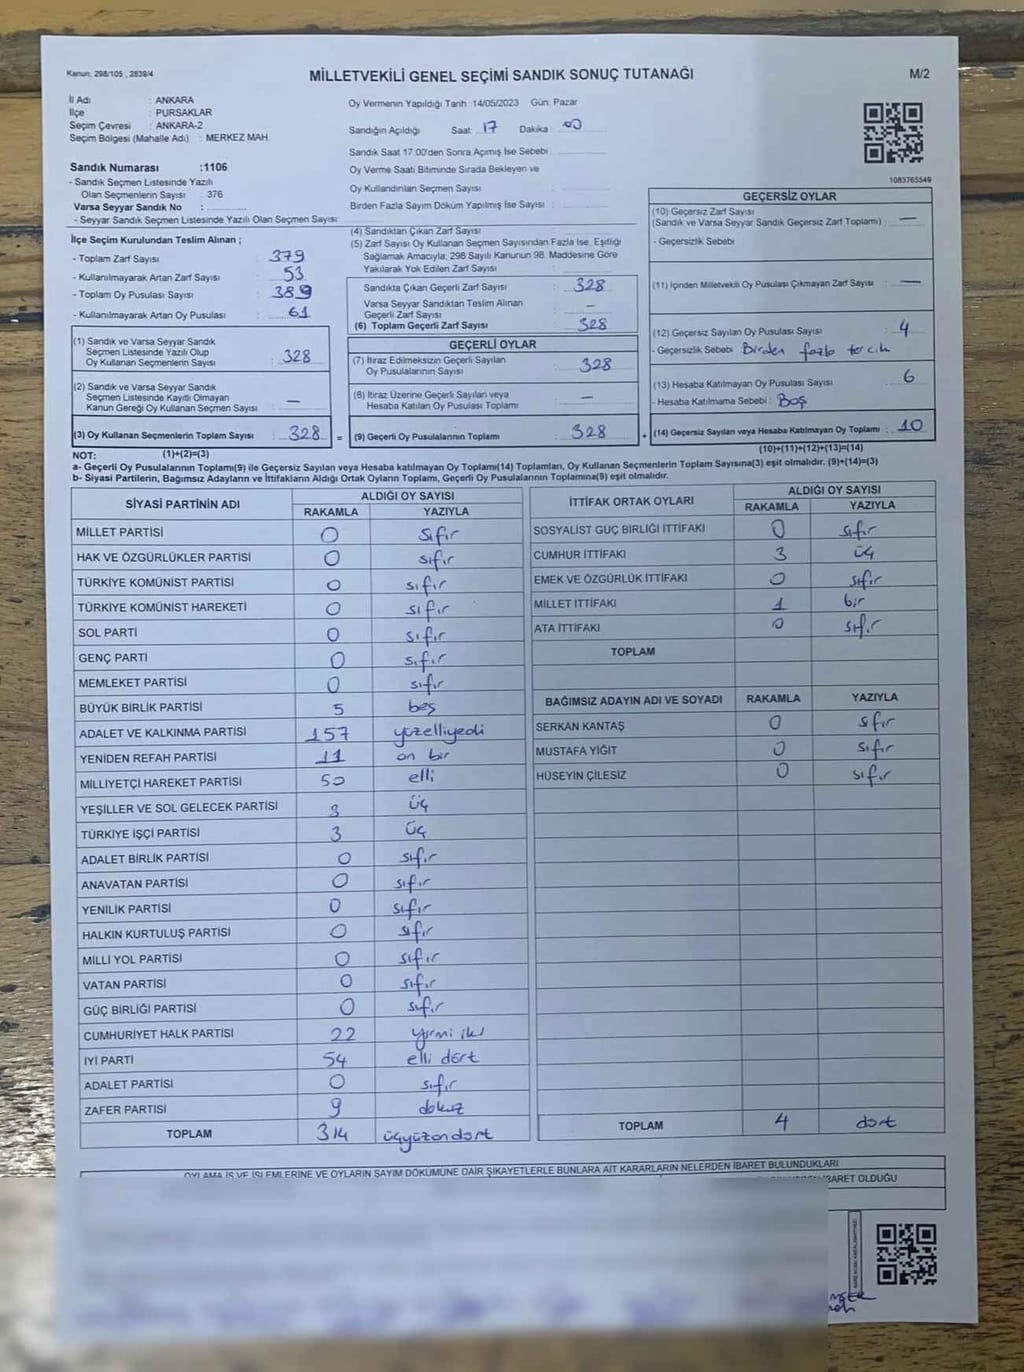 Kanun: 298/105 , 2839/4
MİLLETVEKİLİ GENEL SEÇİMİ SANDIK SONUÇ TUTANAĞI
M/2
İl Adı : ANKARA
İlçe : PURSAKLAR
Seçim Çevresi : ANKARA-2
Seçim Bölgesi (Mahalle Adı) : MERKEZ MAH.
Sandık Numarası :1106
- Sandık Seçmen Listesinde Yazılı
Olan Seçmenlerin Sayısı : 376
Varsa Seyyar Sandık No :
- Seyyar Sandık Seçmen Listesinde Yazılı Olan Seçmen Sayısı :
Oy Vermenin Yapıldığı Tarih :14/05/2023 Gün: Pazar
Sandığın Açıldığı Saat: 17 Dakika : 00
Sandık Saat 17:00'den Sonra Açımış İse Sebebi :
Oy Verme Saati Bitiminde Sırada Bekleyen ve
Oy Kullandırılan Seçmen Sayısı :
Birden Fazla Sayım Döküm Yapılmış İse Sayısı :
1083765549
İlçe Seçim Kurulundan Teslim Alınan ;
- Toplam Zarf Sayısı : 379
- Kullanılmayarak Artan Zarf Sayısı : 53
- Toplam Oy Pusulası Sayısı : 389
- Kullanılmayarak Artan Oy Pusulası : 61
(4) Sandıktan Çıkan Zarf Sayısı :
(5) Zarf Sayısı Oy Kullanan Seçmen Sayısından Fazla İse, Eşitliği
Sağlamak Amacıyla, 298 Sayılı Kanunun 98. Maddesine Göre
Yakılarak Yok Edilen Zarf Sayısı :
Sandıkta Çıkan Geçerli Zarf Sayısı : 328
Varsa Seyyar Sandıktan Teslim Alınan
Geçerli Zarf Sayısı : –
(6) Toplam Geçerli Zarf Sayısı : 328
GEÇERSİZ OYLAR
(10) Geçersiz Zarf Sayısı
(Sandık ve Varsa Seyyar Sandık Geçersiz Zarf Toplamı) : —
- Geçersizlik Sebebi
(11) İçinden Milletvekili Oy Pusulası Çıkmayan Zarf Sayısı : —
(12) Geçersiz Sayılan Oy Pusulası Sayısı : 4
- Geçersizlik Sebebi : Birden fazla tercih
(13) Hesaba Katılmayan Oy Pusulası Sayısı : 6
- Hesaba Katılmama Sebebi : Boş
(14) Geçersiz Sayılan veya Hesaba Katılmayan Oy Toplamı : 10
(10)+(11)+(12)+(13)=(14)
(1) Sandık ve Varsa Seyyar Sandık
Seçmen Listesinde Yazılı Olup
Oy Kullanan Seçmenlerin Sayısı : 328
(2) Sandık ve Varsa Seyyar Sandık
Seçmen Listesinde Kayıtlı Olmayan
Kanun Gereği Oy Kullanan Seçmen Sayısı : —
(3) Oy Kullanan Seçmenlerin Toplam Sayısı : 328 =
GEÇERLİ OYLAR
(7) İtiraz Edilmeksizin Geçerli Sayılan
Oy Pusulalarının Sayısı : 328
(8) İtiraz Üzerine Geçerli Sayılan veya
Hesaba Katılan Oy Pusulası Toplamı : —
(9) Geçerli Oy Pusulalarının Toplamı : 328 +
NOT: (1)+(2)=(3)
a- Geçerli Oy Pusulalarının Toplamı(9) ile Geçersiz Sayılan veya Hesaba katılmayan Oy Toplamı(14) Toplamları, Oy Kullanan Seçmenlerin Toplam Sayısına(3) eşit olmalıdır. (9)+(14)=(3)
b- Siyasi Partilerin, Bağımsız Adayların ve İttifakların Aldığı Ortak Oyların Toplamı, Geçerli Oy Pusulalarının Toplamına(9) eşit olmalıdır.
SİYASİ PARTİNİN ADI ALDIĞI OY SAYISI
RAKAMLA YAZIYLA
MİLLET PARTİSİ 0 sıfır
HAK VE ÖZGÜRLÜKLER PARTİSİ 0 sıfır
TÜRKİYE KOMÜNİST PARTİSİ 0 sıfır
TÜRKİYE KOMÜNİST HAREKETİ 0 sıfır
SOL PARTİ 0 sıfır
GENÇ PARTİ 0 sıfır
MEMLEKET PARTİSİ 0 sıfır
BÜYÜK BİRLİK PARTİSİ 5 beş
ADALET VE KALKINMA PARTİSİ 157 yüzelliyedi
YENİDEN REFAH PARTİSİ 11 on bir
MİLLİYETÇİ HAREKET PARTİSİ 50 elli
YEŞİLLER VE SOL GELECEK PARTİSİ 3 üç
TÜRKİYE İŞÇİ PARTİSİ 3 üç
ADALET BİRLİK PARTİSİ 0 sıfır
ANAVATAN PARTİSİ 0 sıfır
YENİLİK PARTİSİ 0 sıfır
HALKIN KURTULUŞ PARTİSİ 0 sıfır
MİLLİ YOL PARTİSİ 0 sıfır
VATAN PARTİSİ 0 sıfır
GÜÇ BİRLİĞİ PARTİSİ 0 sıfır
CUMHURİYET HALK PARTİSİ 22 yirmi iki
İYİ PARTİ 54 elli dört
ADALET PARTİSİ 0 sıfır
ZAFER PARTİSİ 9 dokuz
TOPLAM 314 üçyüzondört
İTTİFAK ORTAK OYLARI ALDIĞI OY SAYISI
RAKAMLA YAZIYLA
SOSYALİST GÜÇ BİRLİĞİ İTTİFAKI 0 sıfır
CUMHUR İTTİFAKI 3 üç
EMEK VE ÖZGÜRLÜK İTTİFAKI 0 sıfır
MİLLET İTTİFAKI 1 bir
ATA İTTİFAKI 0 sıfır
TOPLAM
BAĞIMSIZ ADAYIN ADI VE SOYADI RAKAMLA YAZIYLA
SERKAN KANTAŞ 0 sıfır
MUSTAFA YİĞİT 0 sıfır
HÜSEYİN ÇİLESİZ 0 sıfır
TOPLAM 4 dört
OYLAMA İŞ VE İŞLEMLERİNE VE OYLARIN SAYIM DÖKÜMÜNE DAİR ŞİKAYETLERLE BUNLARA AİT KARARLARIN NELERDEN İBARET BULUNDUKLARI
BARET OLDUĞU